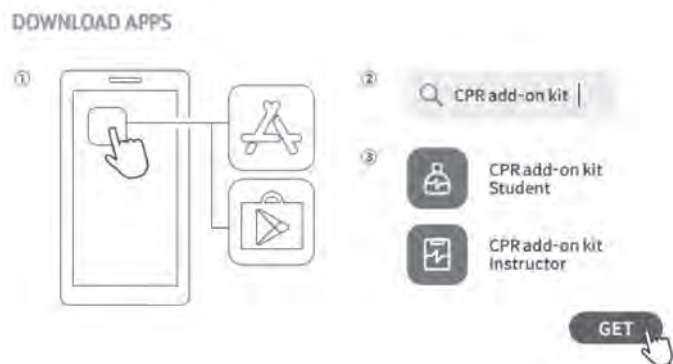 DOWNLOAD APPS
①
②
CPR add-on kit
③
CPR add-on kit
Student
CPR add-on kit
Instructor
GET